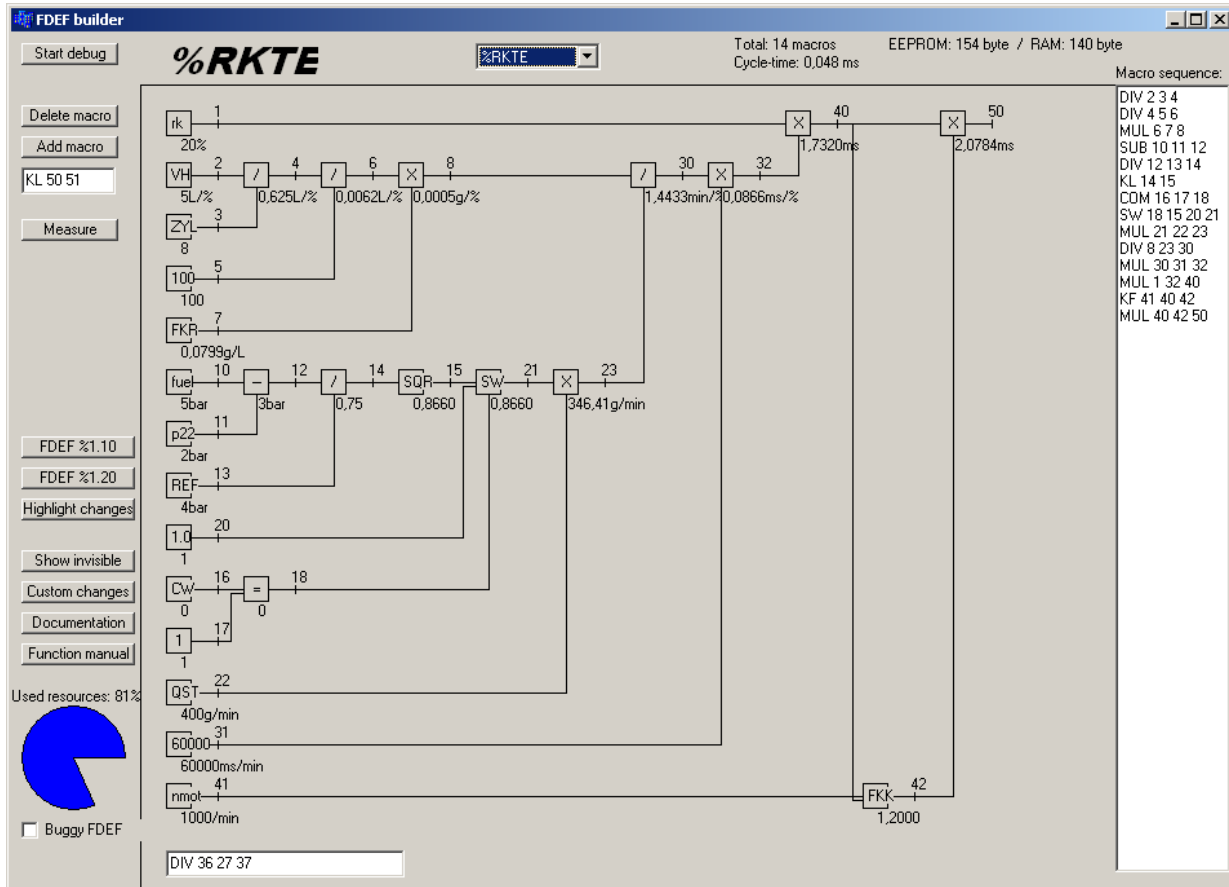 FDEF builder
Start debug
%RKTE
%RKTE
Total: 14 macros
Cycle-time: 0,048 ms
EEPROM: 154 byte / RAM: 140 byte
Macro sequence:
DIV 2 3 4
DIV 4 5 6
MUL 6 7 8
SUB 10 11 12
DIV 12 13 14
KL 14 15
COM 16 17 18
SW 18 15 20 21
MUL 21 22 23
DIV 8 23 30
MUL 30 31 32
MUL 1 32 40
KF 41 40 42
MUL 40 42 50
Delete macro
Add macro
KL 50 51
Measure
FDEF %1.10
FDEF %1.20
Highlight changes
Show invisible
Custom changes
Documentation
Function manual
Used resources: 81%
Buggy FDEF
rk 1 X 40 X 50
20% 1,7320ms 2,0784ms
VH 2 / 4 / 6 X 8 / 30 X 32
5L/% 0,625L/% 0,0062L/% 0,0005g/% 1,4433min/% 0,0866ms/%
ZYL 3
8
100 5
100
FKR 7
0,0799g/L
fuel 10 − 12 / 14 SQR 15 SW 21 X 23
5bar 3bar 0,75 0,8660 0,8660 346,41g/min
p22 11
2bar
REF 13
4bar
1.0 20
1
CW 16 = 18
0 0
1 17
1
QST 22
400g/min
60000 31
60000ms/min
nmot 41 FKK 42
1000/min 1,2000
DIV 36 27 37